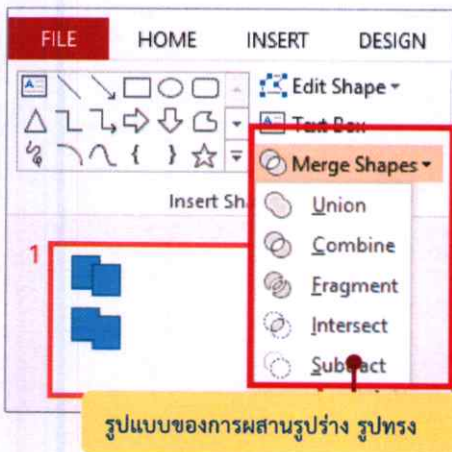 FILE HOME INSERT DESIGN
Edit Shape
Text Box
Merge Shapes
Insert Sh
Union
Combine
Fragment
Intersect
Subtract
1
รูปแบบของการผสานรูปร่าง รูปทรง